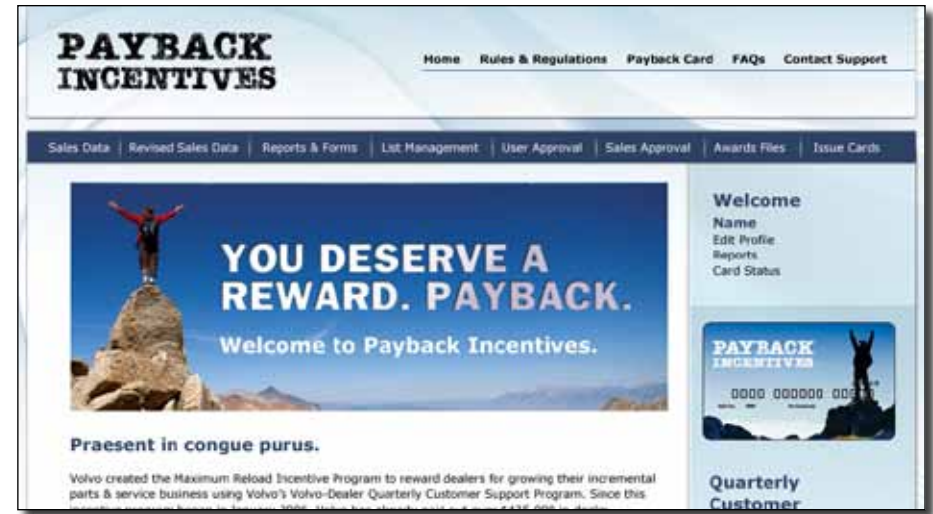 PAYBACK
INCENTIVES
Home Rules & Regulations Payback Card FAQs Contact Support
Sales Data Revised Sales Data Reports & Forms List Management User Approval Sales Approval Awards Files Issue Cards
YOU DESERVE A
REWARD. PAYBACK.
Welcome to Payback Incentives.
Praesent in congue purus.
Volvo created the Maximum Reload Incentive Program to reward dealers for growing their incremental
parts & service business using Volvo's Volvo-Dealer Quarterly Customer Support Program. Since this
Welcome
Name
Edit Profile
Reports
Card Status
PAYBACK
INCENTIVES
0000 000000
Quarterly
Customer